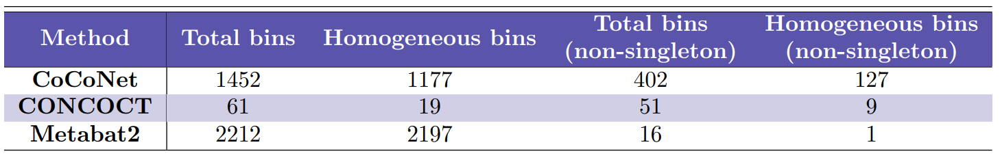 Method Total bins Homogeneous bins Total bins (non-singleton) Homogeneous bins (non-singleton)
CoCoNet 1452 1177 402 127
CONCOCT 61 19 51 9
Metabat2 2212 2197 16 1